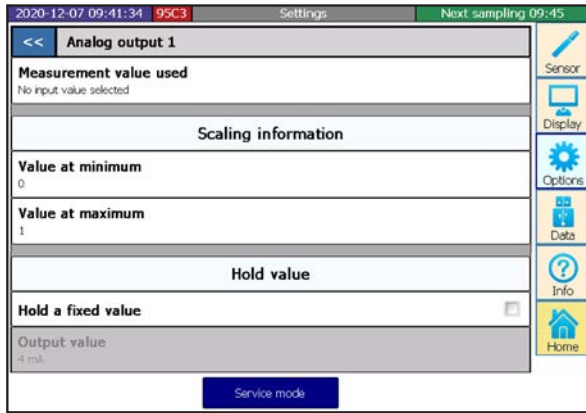 2020-12-07 09:41:34 95C3 Settings Next sampling 09:45
<< Analog output 1
Measurement value used
No input value selected
Scaling information
Value at minimum
0
Value at maximum
1
Hold value
Hold a fixed value
Output value
4 mA
Service mode
Sensor
Display
Options
Data
Info
Home